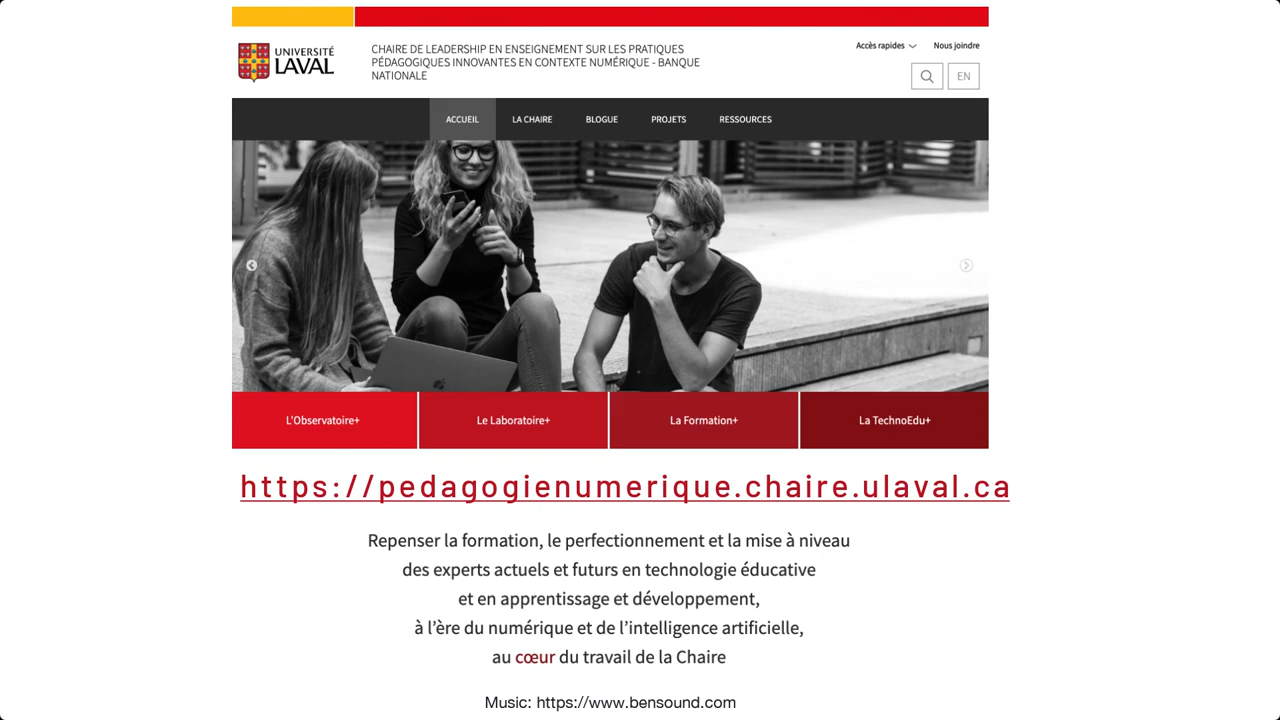 UNIVERSITÉ
LAVAL
CHAIRE DE LEADERSHIP EN ENSEIGNEMENT SUR LES PRATIQUES
PÉDAGOGIQUES INNOVANTES EN CONTEXTE NUMÉRIQUE - BANQUE
NATIONALE
Accès rapides
Nous joindre
EN
ACCUEIL
LA CHAIRE
BLOGUE
PROJETS
RESSOURCES
L'Observatoire+
Le Laboratoire+
La Formation+
La TechnoEdu+
https://pedagogienumerique.chaire.ulaval.ca
Repenser la formation, le perfectionnement et la mise à niveau
des experts actuels et futurs en technologie éducative
et en apprentissage et développement,
à l'ère du numérique et de l'intelligence artificielle,
au cœur du travail de la Chaire
Music: https://www.bensound.com